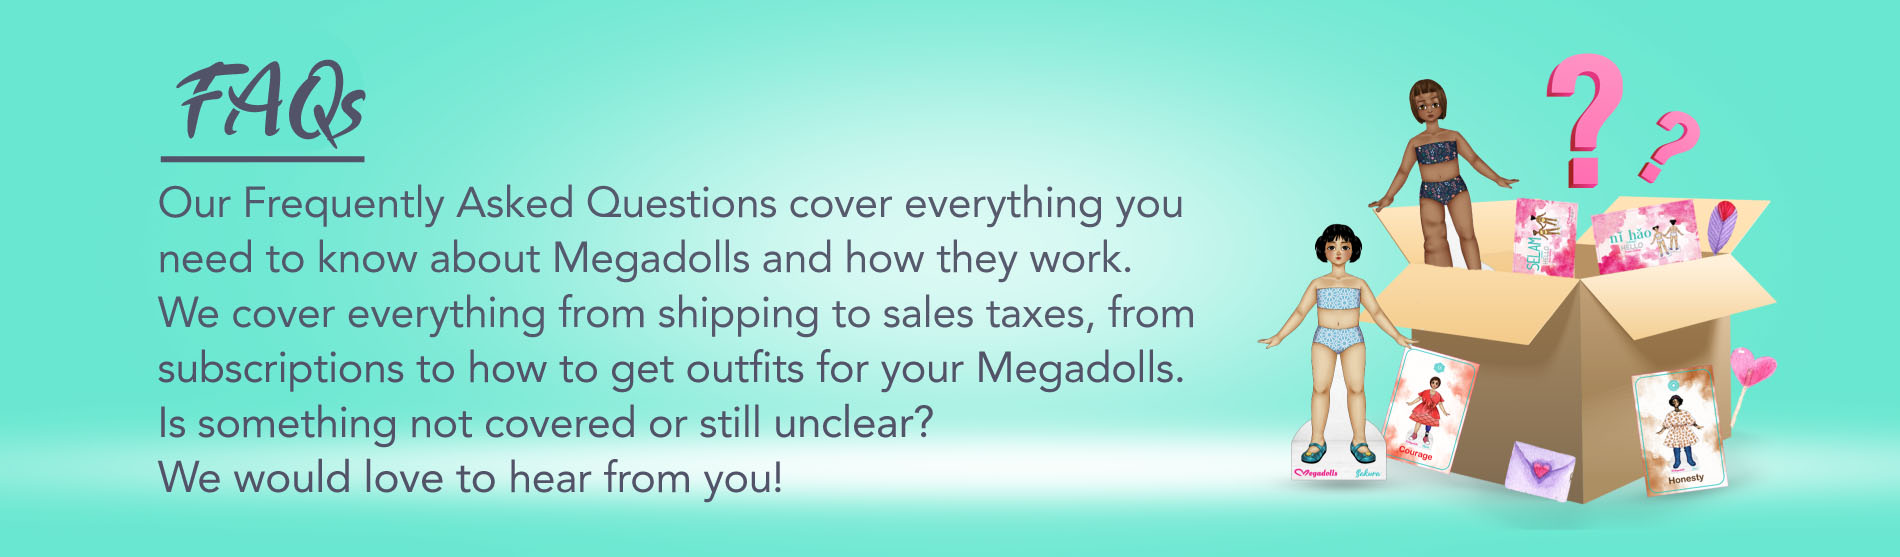 FAQs
Our Frequently Asked Questions cover everything you
need to know about Megadolls and how they work.
We cover everything from shipping to sales taxes, from
subscriptions to how to get outfits for your Megadolls.
Is something not covered or still unclear?
We would love to hear from you!
? ?
SELAM
HELLO
nǐ hǎo
HELLO
Megadolls Sakura
Courage
Honesty